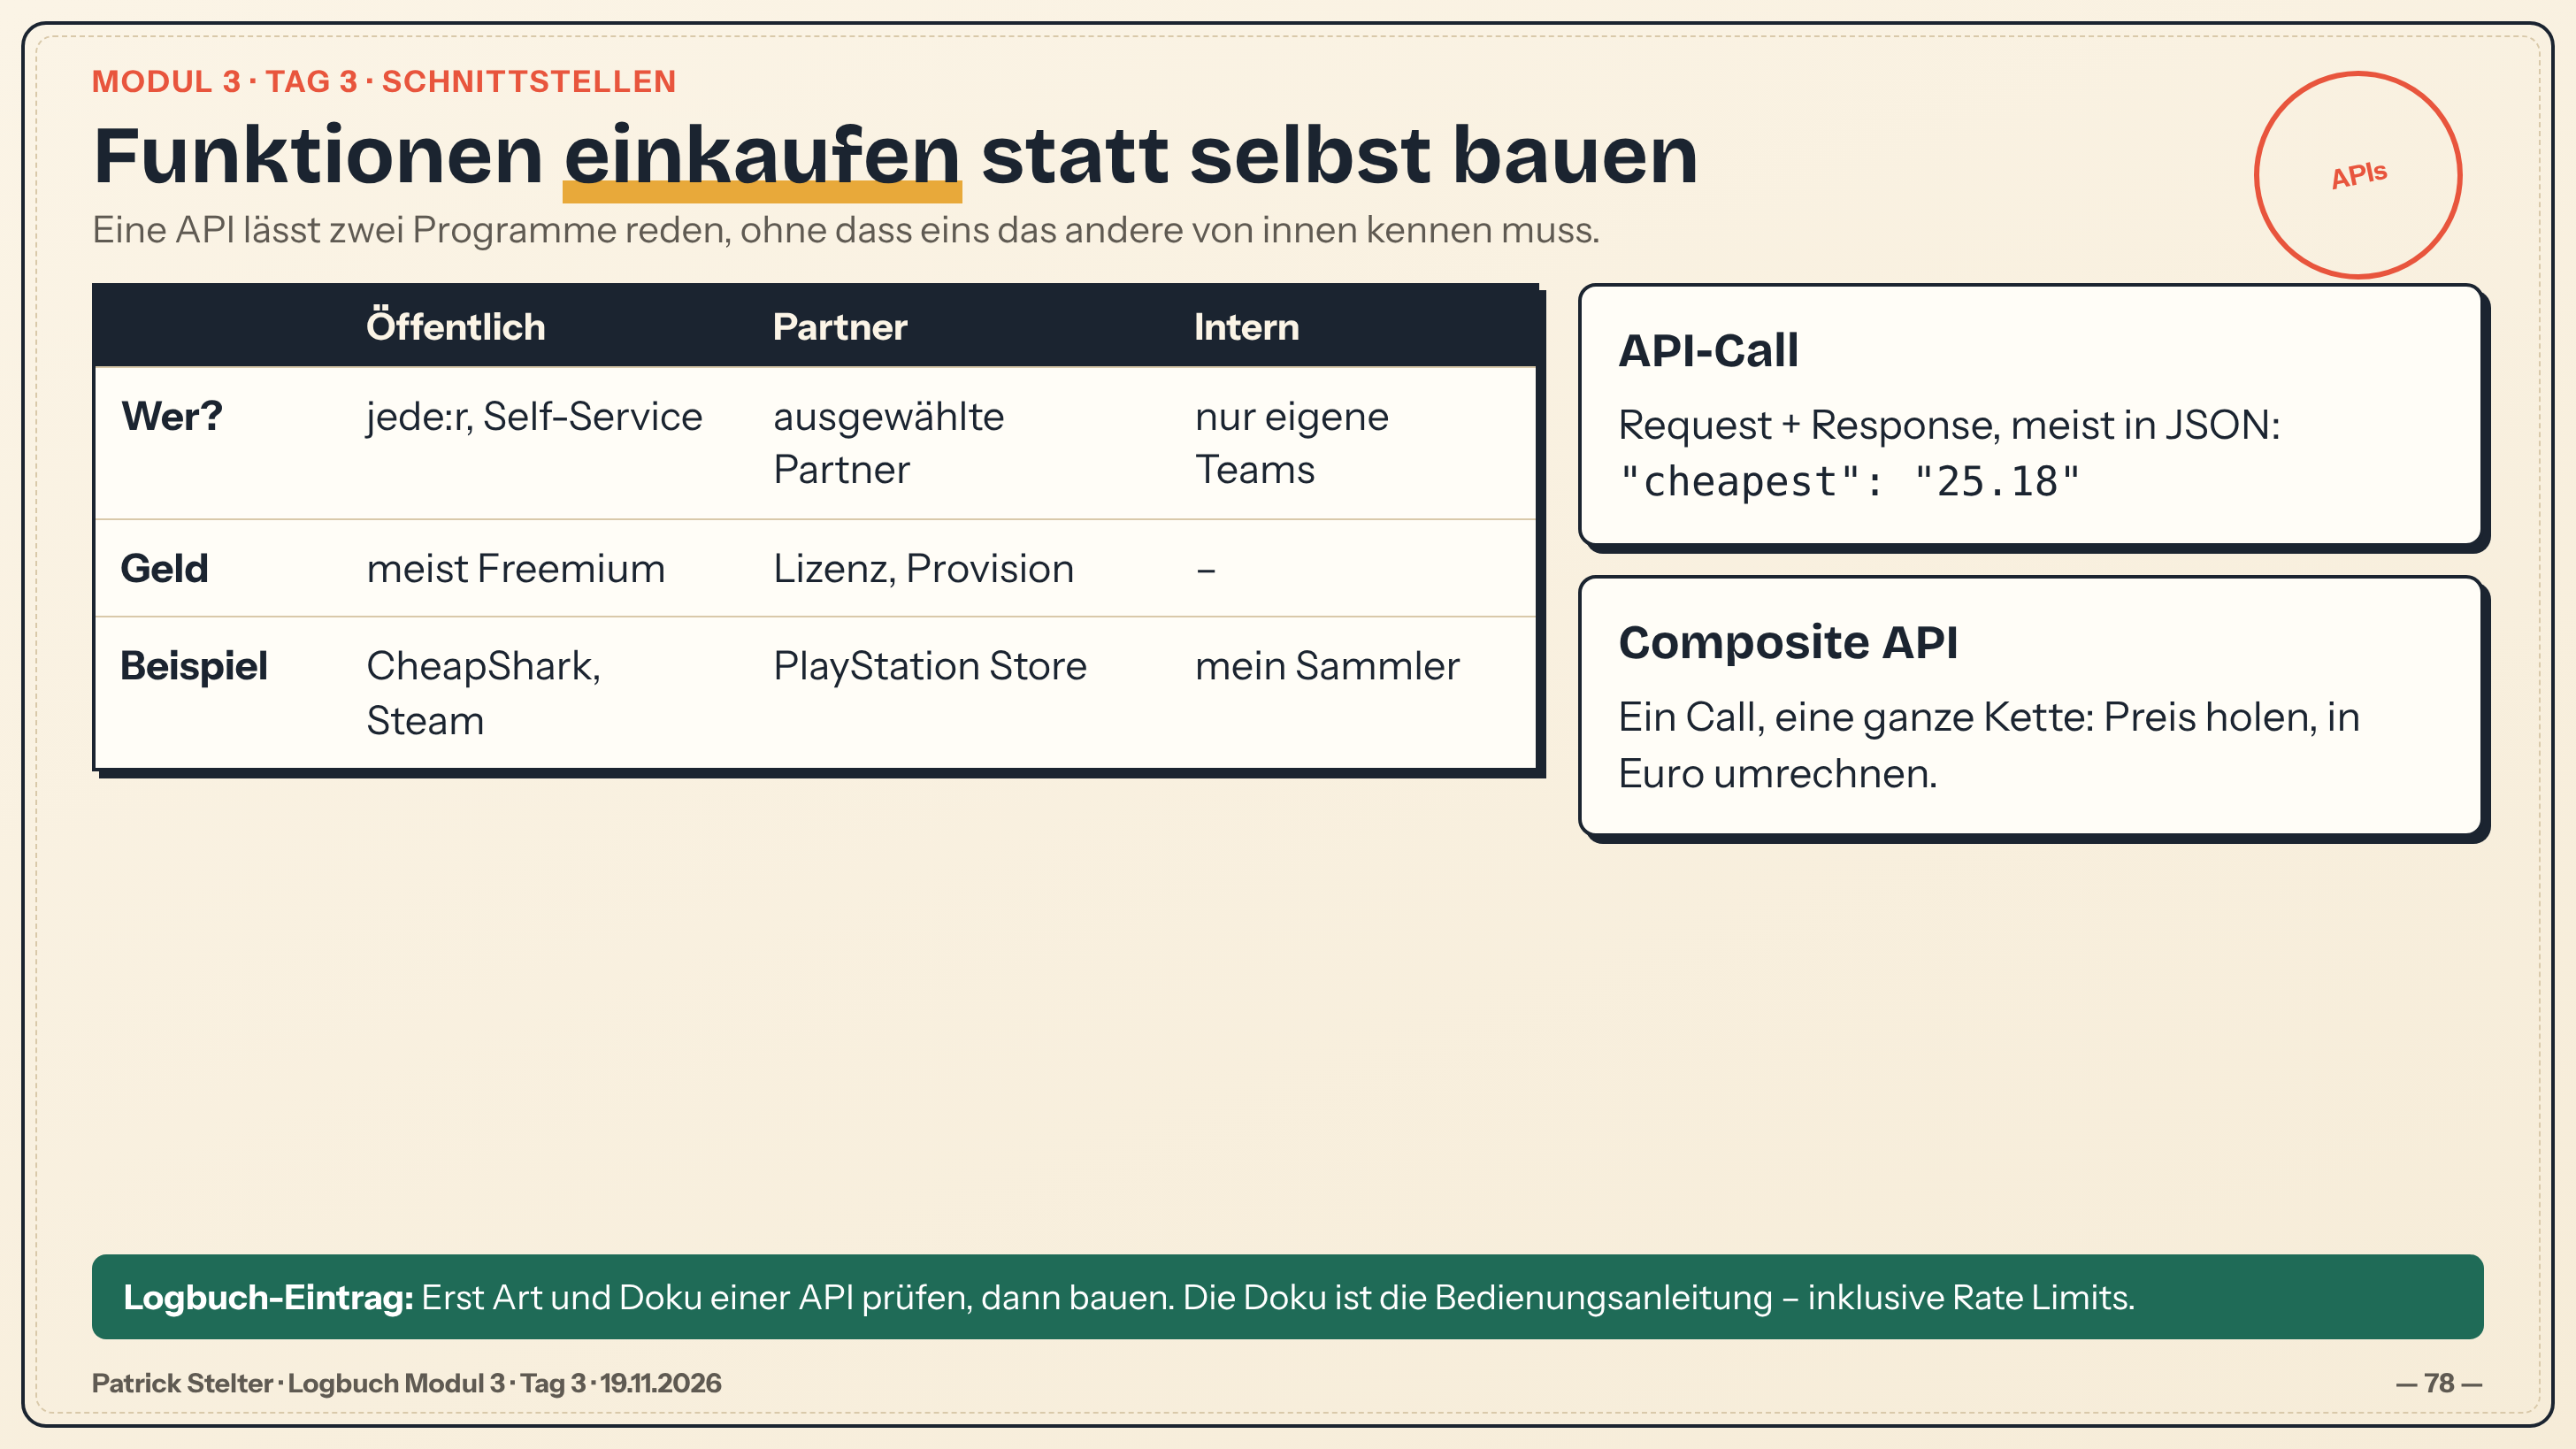 MODUL 3 · TAG 3 · SCHNITTSTELLEN
Funktionen einkaufen statt selbst bauen
Eine API lässt zwei Programme reden, ohne dass eins das andere von innen kennen muss.
APIs
Öffentlich Partner Intern
Wer? jede:r, Self-Service ausgewählte Partner nur eigene Teams
Geld meist Freemium Lizenz, Provision –
Beispiel CheapShark, Steam PlayStation Store mein Sammler
API-Call
Request + Response, meist in JSON:
"cheapest": "25.18"
Composite API
Ein Call, eine ganze Kette: Preis holen, in
Euro umrechnen.
Logbuch-Eintrag: Erst Art und Doku einer API prüfen, dann bauen. Die Doku ist die Bedienungsanleitung – inklusive Rate Limits.
Patrick Stelter · Logbuch Modul 3 · Tag 3 · 19.11.2026
— 78 —